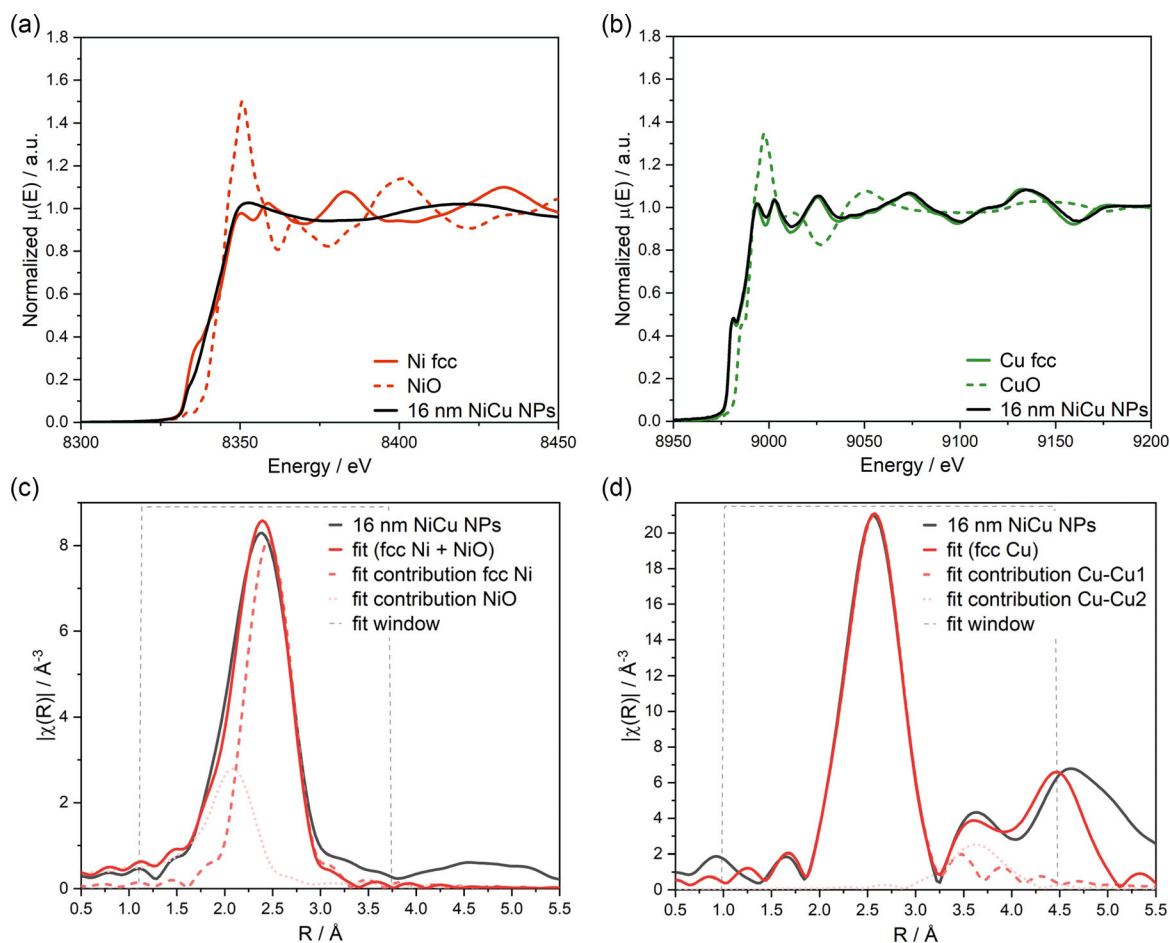 (a)
1.8
1.6
1.4
1.2
1.0
0.8
0.6
0.4
0.2
0.0
Normalized μ(E) / a.u.
Ni fcc
NiO
16 nm NiCu NPs
8300
8350
8400
8450
Energy / eV
(b)
1.8
1.6
1.4
1.2
1.0
0.8
0.6
0.4
0.2
0.0
Normalized μ(E) / a.u.
Cu fcc
CuO
16 nm NiCu NPs
8950
9000
9050
9100
9150
9200
Energy / eV
(c)
8
6
4
2
0
|χ(R)| / Å⁻³
16 nm NiCu NPs
fit (fcc Ni + NiO)
fit contribution fcc Ni
fit contribution NiO
fit window
0.5
1.0
1.5
2.0
2.5
3.0
3.5
4.0
4.5
5.0
5.5
R / Å
(d)
20
18
16
14
12
10
8
6
4
2
0
|χ(R)| / Å⁻³
16 nm NiCu NPs
fit (fcc Cu)
fit contribution Cu-Cu1
fit contribution Cu-Cu2
fit window
0.5
1.0
1.5
2.0
2.5
3.0
3.5
4.0
4.5
5.0
5.5
R / Å